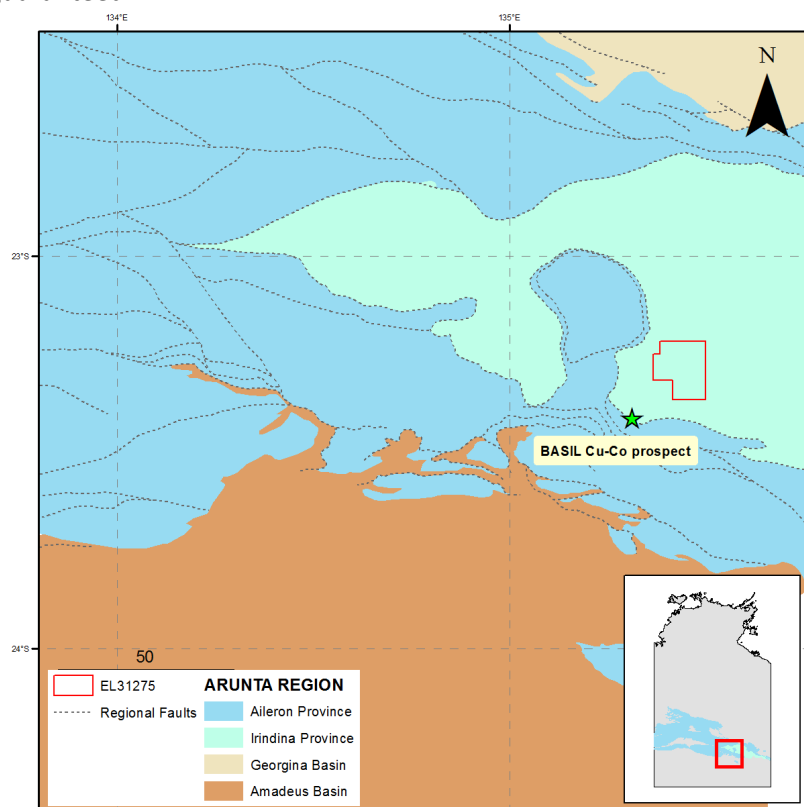 134°E
135°E
N
23°S
BASIL Cu-Co prospect
24°S
50
EL31275
Regional Faults
ARUNTA REGION
Aileron Province
Irindina Province
Georgina Basin
Amadeus Basin